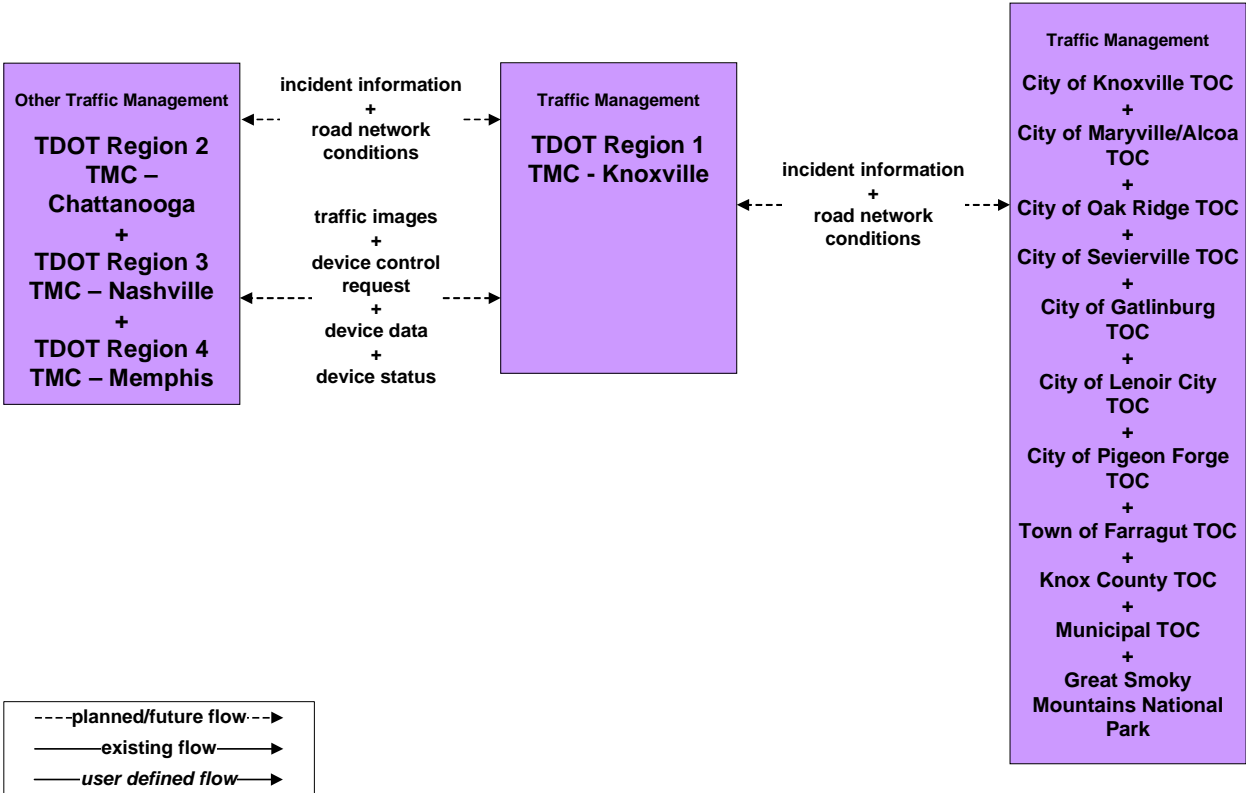 Other Traffic Management
TDOT Region 2
TMC –
Chattanooga
+
TDOT Region 3
TMC – Nashville
+
TDOT Region 4
TMC – Memphis
incident information
+
road network
conditions
traffic images
+
device control
request
+
device data
+
device status
Traffic Management
TDOT Region 1
TMC - Knoxville
incident information
+
road network
conditions
Traffic Management
City of Knoxville TOC
+
City of Maryville/Alcoa
TOC
+
City of Oak Ridge TOC
+
City of Sevierville TOC
+
City of Gatlinburg
TOC
+
City of Lenoir City
TOC
+
City of Pigeon Forge
TOC
+
Town of Farragut TOC
+
Knox County TOC
+
Municipal TOC
+
Great Smoky
Mountains National
Park
planned/future flow
existing flow
user defined flow